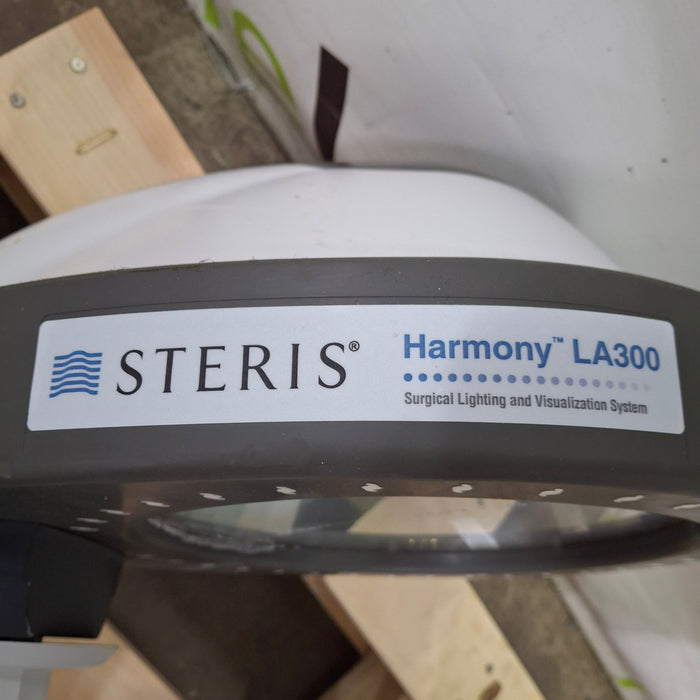 STERIS®
Harmony™ LA300
Surgical Lighting and Visualization System